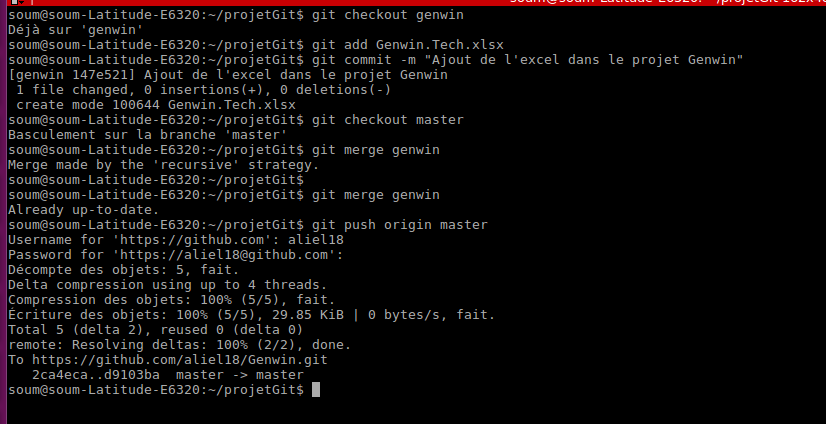 soum@soum-Latitude-E6320:~/projetGit$ git checkout genwin
Déjà sur 'genwin'
soum@soum-Latitude-E6320:~/projetGit$ git add Genwin.Tech.xlsx
soum@soum-Latitude-E6320:~/projetGit$ git commit -m "Ajout de l'excel dans le projet Genwin"
[genwin 147e521] Ajout de l'excel dans le projet Genwin
 1 file changed, 0 insertions(+), 0 deletions(-)
 create mode 100644 Genwin.Tech.xlsx
soum@soum-Latitude-E6320:~/projetGit$ git checkout master
Basculement sur la branche 'master'
soum@soum-Latitude-E6320:~/projetGit$ git merge genwin
Merge made by the 'recursive' strategy.
soum@soum-Latitude-E6320:~/projetGit$
soum@soum-Latitude-E6320:~/projetGit$ git merge genwin
Already up-to-date.
soum@soum-Latitude-E6320:~/projetGit$ git push origin master
Username for 'https://github.com': aliel18
Password for 'https://aliel18@github.com':
Décompte des objets: 5, fait.
Delta compression using up to 4 threads.
Compression des objets: 100% (5/5), fait.
Écriture des objets: 100% (5/5), 29.85 KiB | 0 bytes/s, fait.
Total 5 (delta 2), reused 0 (delta 0)
remote: Resolving deltas: 100% (2/2), done.
To https://github.com/aliel18/Genwin.git
   2ca4eca..d9103ba  master -> master
soum@soum-Latitude-E6320:~/projetGit$